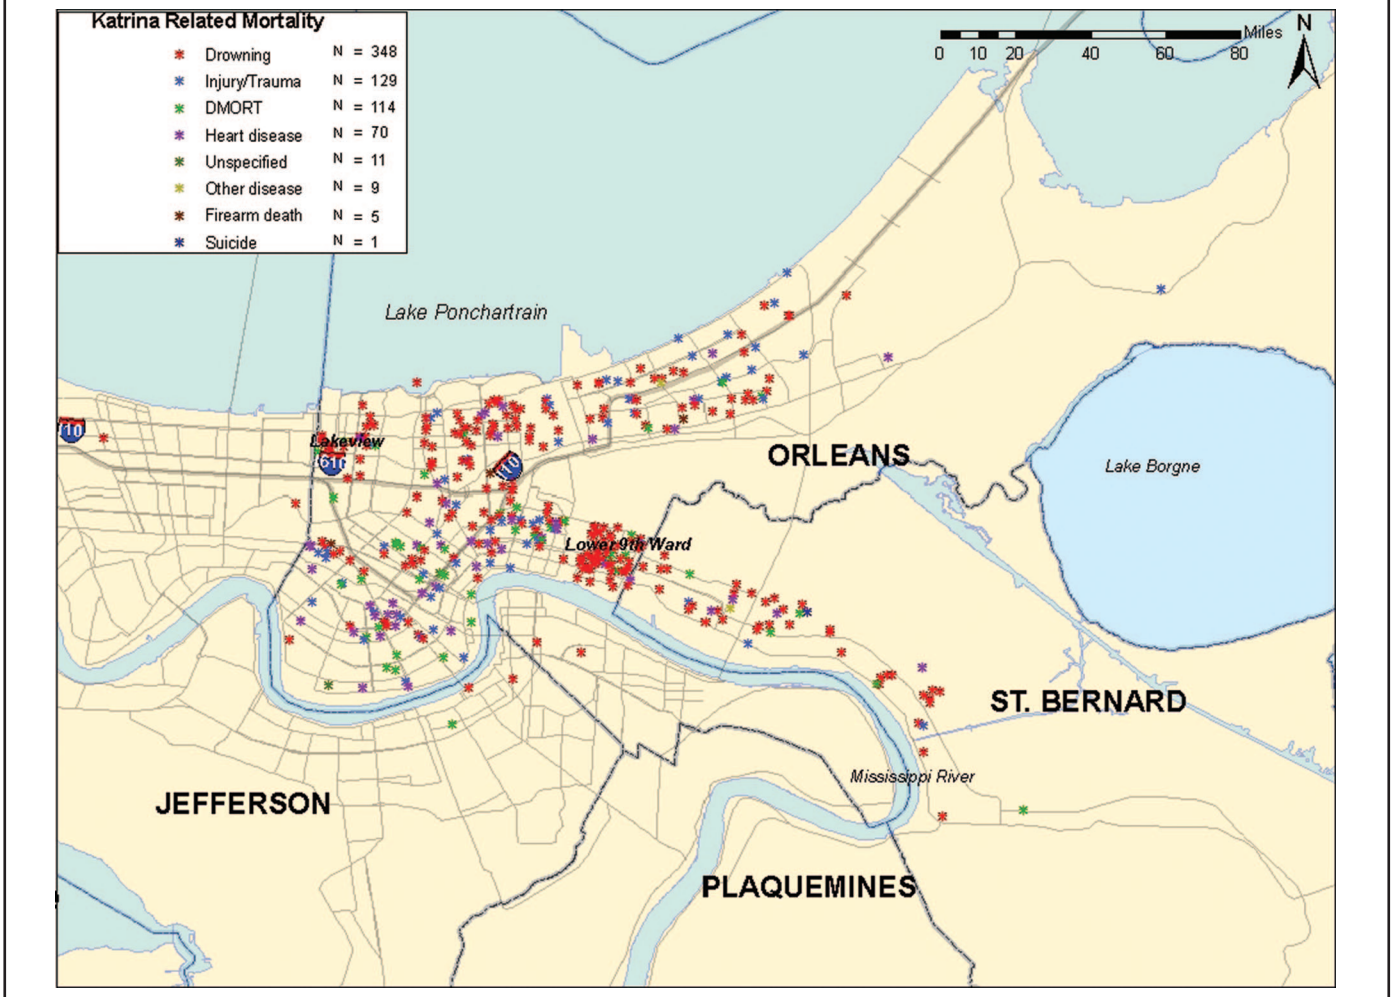 Katrina Related Mortality
Drowning N = 348
Injury/Trauma N = 129
DMORT N = 114
Heart disease N = 70
Unspecified N = 11
Other disease N = 9
Firearm death N = 5
Suicide N = 1
Miles
0 10 20 40 60 80
N
Lake Ponchartrain
Lakeview
10
610
10
ORLEANS
Lake Borgne
Lower 9th Ward
ST. BERNARD
Mississippi River
JEFFERSON
PLAQUEMINES